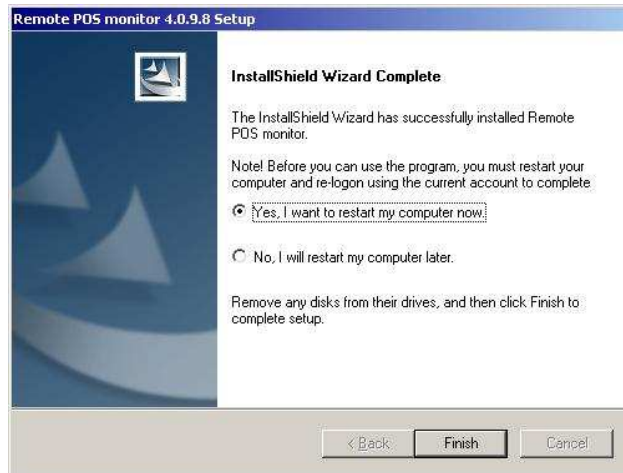 Remote POS monitor 4.0.9.8 Setup
InstallShield Wizard Complete
The InstallShield Wizard has successfully installed Remote
POS monitor.
Note! Before you can use the program, you must restart your
computer and re-logon using the current account to complete
Yes, I want to restart my computer now.
No, I will restart my computer later.
Remove any disks from their drives, and then click Finish to
complete setup.
< Back
Finish
Cancel